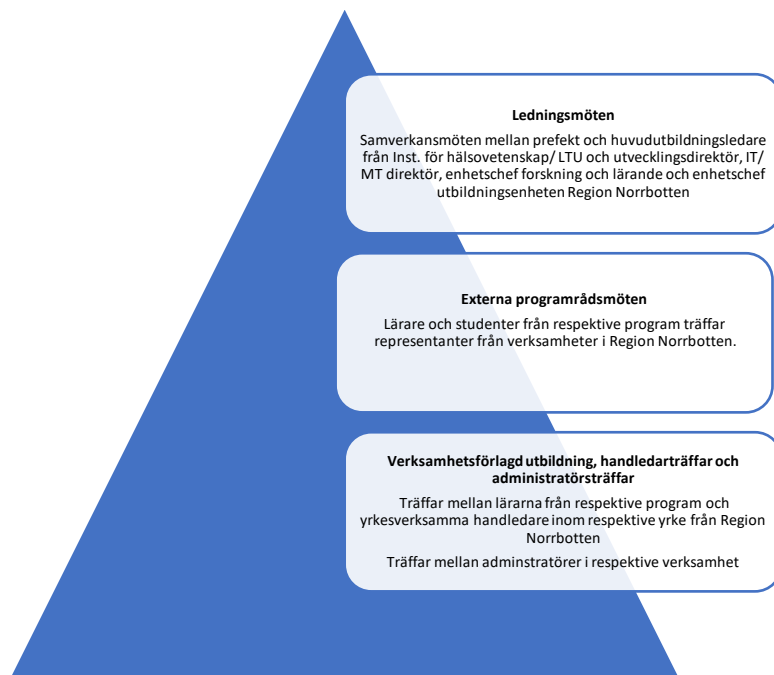 Ledningsmöten
Samverkansmöten mellan prefekt och huvudutbildningsledare
från Inst. för hälsovetenskap/ LTU och utvecklingsdirektör, IT/
MT direktör, enhetschef forskning och lärande och enhetschef
utbildningsenheten Region Norrbotten
Externa programrådsmöten
Lärare och studenter från respektive program träffar
representanter från verksamheter i Region Norrbotten.
Verksamhetsförlagd utbildning, handledarträffar och
administratörsträffar
Träffar mellan lärarna från respektive program och
yrkesverksamma handledare inom respektive yrke från Region
Norrbotten
Träffar mellan adminstratörer i respektive verksamhet